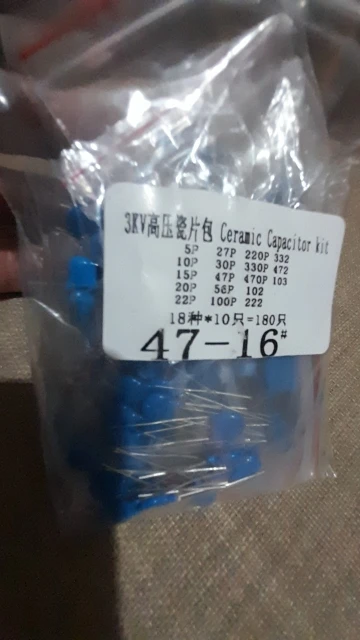 3KV高压瓷片包 Ceramic Capacitor kit
5P 27P 220P 332
10P 30P 330P 472
15P 47P 470P 103
20P 56P 102
22P 100P 222
18种*10只=180只
47-16#